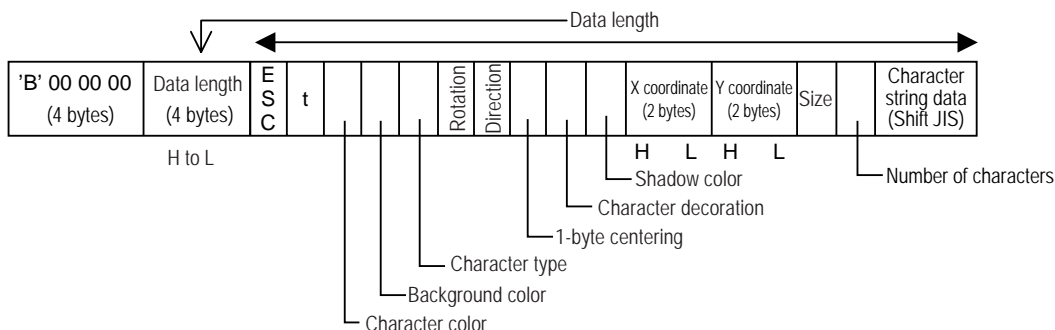 Data length
'B' 00 00 00
(4 bytes)
Data length
(4 bytes)
E
S
C
t
Rotation
Direction
X coordinate
(2 bytes)
Y coordinate
(2 bytes)
Size
Character
string data
(Shift JIS)
H to L
H L H L
Shadow color
Number of characters
Character decoration
1-byte centering
Character type
Background color
Character color